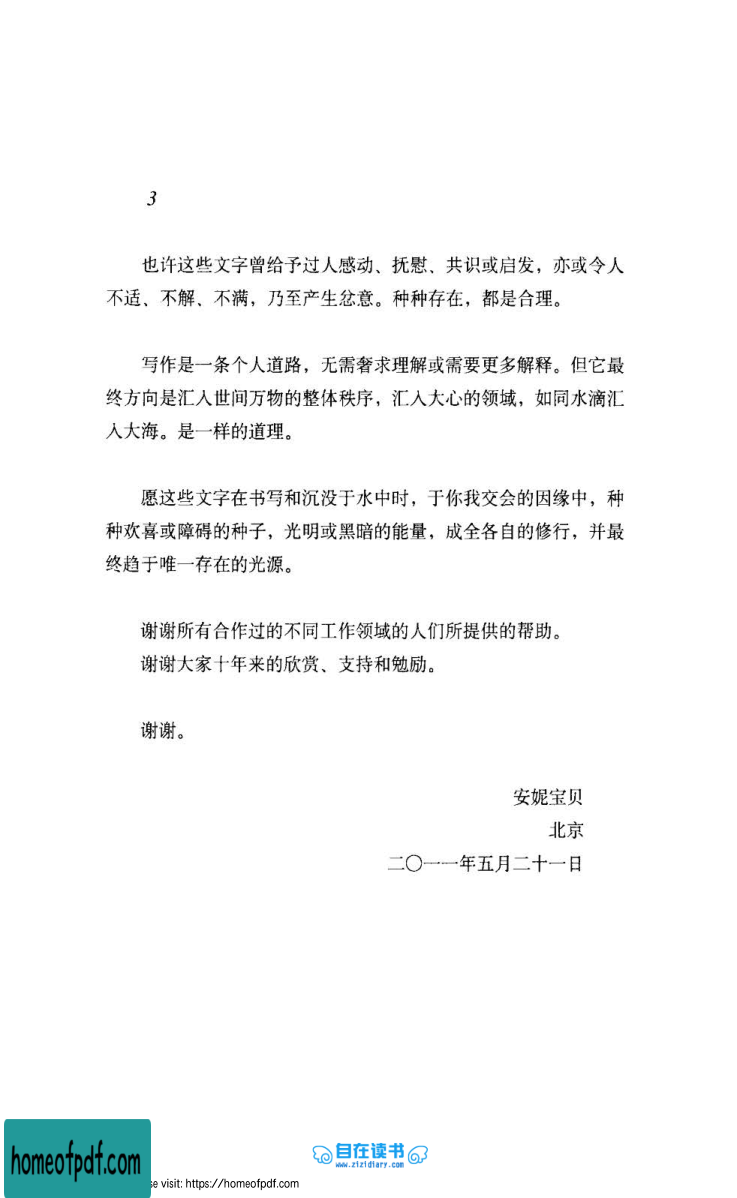 3
也许这些文字曾给予过人感动、抚慰、共识或启发，亦或令人
不适、不解、不满，乃至产生忿意。种种存在，都是合理。
写作是一条个人道路，无需奢求理解或需要更多解释。但它最
终方向是汇入世间万物的整体秩序，汇入大心的领域，如同水滴汇
入大海。是一样的道理。
愿这些文字在书写和沉没于水中时，于你我交会的因缘中，种
种欢喜或障碍的种子，光明或黑暗的能量，成全各自的修行，并最
终趋于唯一存在的光源。
谢谢所有合作过的不同工作领域的人们所提供的帮助。
谢谢大家十年来的欣赏、支持和勉励。
谢谢。
安妮宝贝
北京
二〇一一年五月二十一日
自在读书
www.zizidiary.com
homeofpdf.com
se visit: https://homeofpdf.com